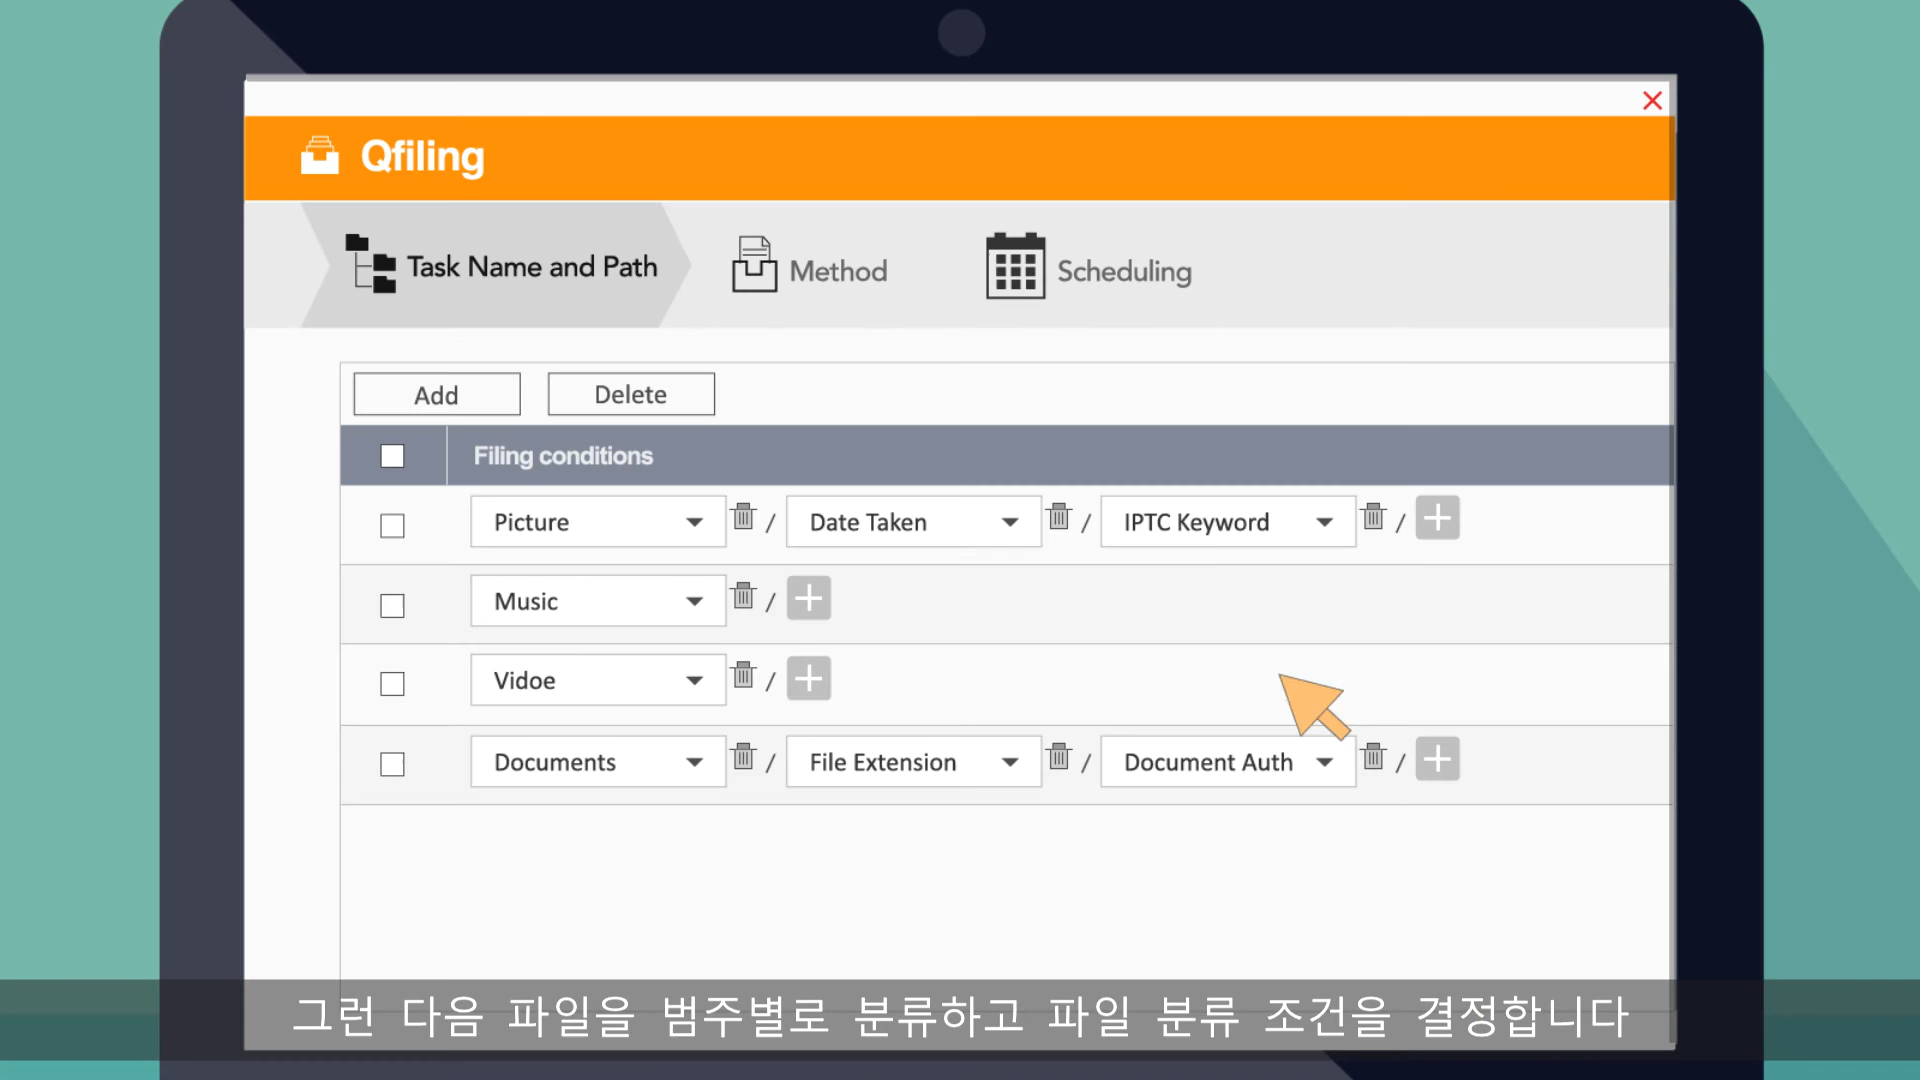 Qfiling
Task Name and Path
Method
Scheduling
Add
Delete
Filing conditions
Picture / Date Taken / IPTC Keyword /
Music /
Vidoe /
Documents / File Extension / Document Auth /
그런 다음 파일을 범주별로 분류하고 파일 분류 조건을 결정합니다